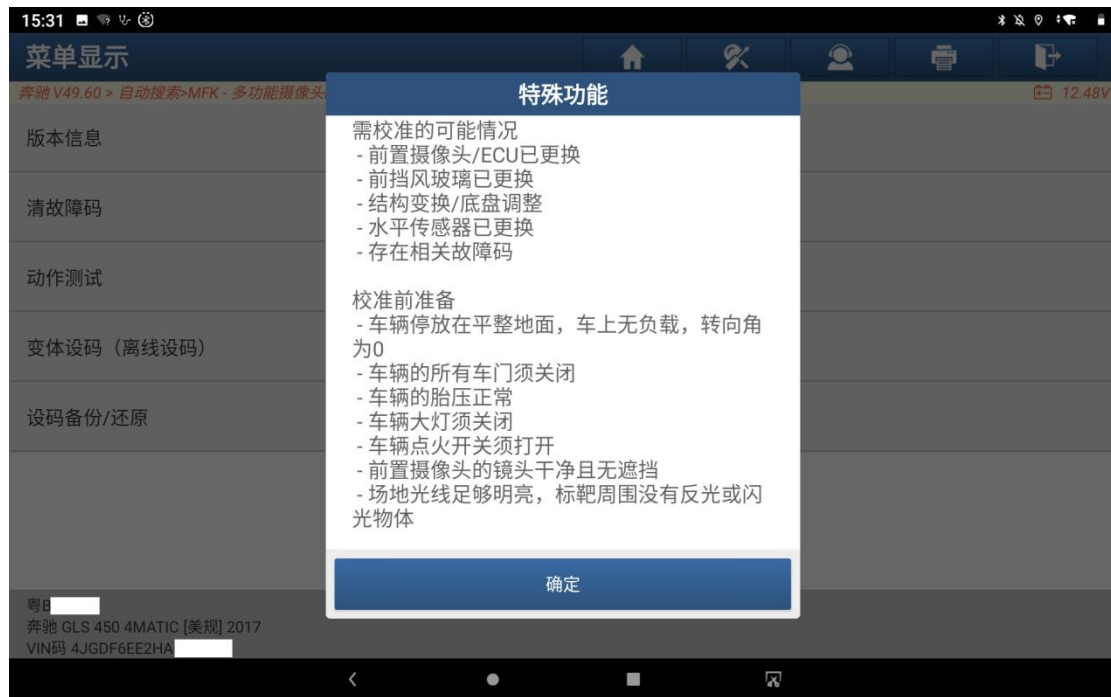 15:31
菜单显示
奔驰 V49.60 > 自动搜索>MFK - 多功能摄像头
12.48V
版本信息
清故障码
动作测试
变体设码（离线设码）
设码备份/还原
特殊功能
需校准的可能情况
- 前置摄像头/ECU已更换
- 前挡风玻璃已更换
- 结构变换/底盘调整
- 水平传感器已更换
- 存在相关故障码
校准前准备
- 车辆停放在平整地面，车上无负载，转向角
为0
- 车辆的所有车门须关闭
- 车辆的胎压正常
- 车辆大灯须关闭
- 车辆点火开关须打开
- 前置摄像头的镜头干净且无遮挡
- 场地光线足够明亮，标靶周围没有反光或闪
光物体
确定
粤B
奔驰 GLS 450 4MATIC [美规] 2017
VIN码 4JGDF6EE2HA